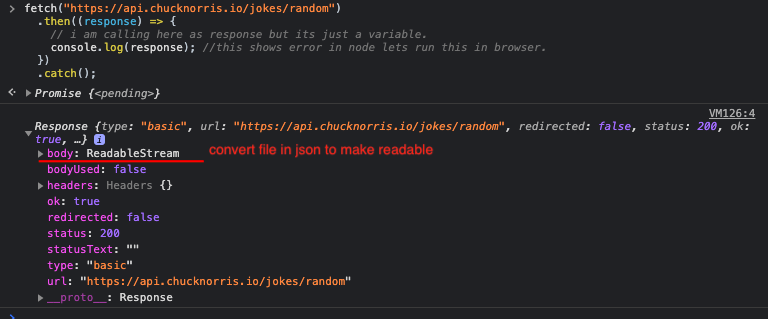 > fetch("https://api.chucknorris.io/jokes/random")
.then((response) => {
// i am calling here as response but its just a variable.
console.log(response); //this shows error in node lets run this in browser.
})
.catch();
Promise {<pending>}
VM126:4
Response {type: "basic", url: "https://api.chucknorris.io/jokes/random", redirected: false, status: 200, ok:
true, …} i
body: ReadableStream convert file in json to make readable
bodyUsed: false
headers: Headers {}
ok: true
redirected: false
status: 200
statusText: ""
type: "basic"
url: "https://api.chucknorris.io/jokes/random"
__proto__: Response